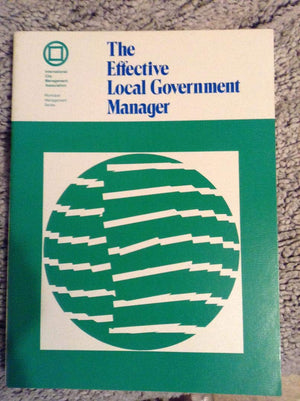 International
City
Management
Association
Municipal
Management
Series
The
Effective
Local Government
Manager